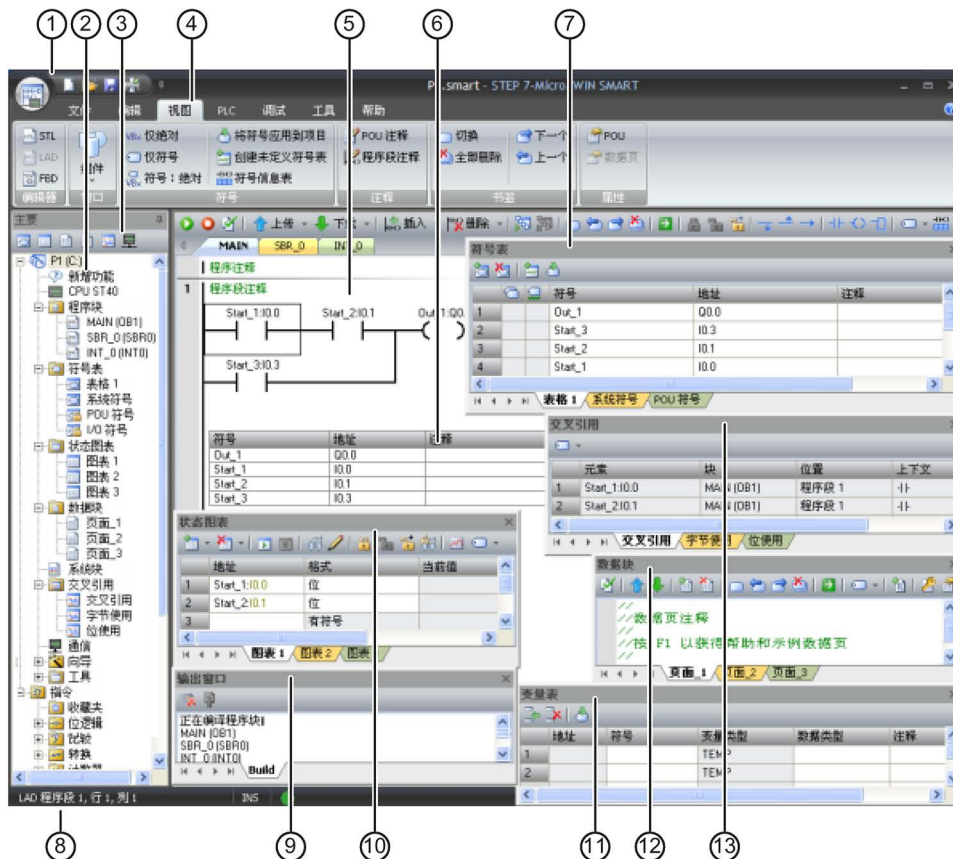 ① ② ③ ④ ⑤ ⑥ ⑦
smart - STEP 7-Micro WIN SMART
编辑 视图 PLC 调试 工具 帮助
STL
LAD
FBD
编辑器
组件
窗口
仅绝对
仅符号
符号：绝对
将符号应用到项目
创建未定义符号表
符号信息表
符号
POU 注释
程序段注释
注释
切换
全部删除
下一个
上一个
书签
POU
数据页
属性
主要
P1 (C:)
新增功能
CPU ST40
程序块
MAIN (OB1)
SBR_0 (SBR0)
INT_0 (INT0)
符号表
表格 1
系统符号
POU 符号
I/O 符号
状态图表
图表 1
图表 2
图表 3
数据块
页面_1
页面_2
页面_3
系统块
交叉引用
交叉引用
字节使用
位使用
通信
向导
工具
指令
收藏夹
位逻辑
转换
上传 插入 删除
MAIN SBR_0
程序注释
1 程序段注释
Start_1:I0.0 Start_2:I0.1
Start_3:I0.3
符号 地址 注释
Out_1 Q0.0
Start_1 I0.0
Start_2 I0.1
Start_3 I0.3
符号表
符号 地址 注释
1 Out_1 Q0.0
2 Start_3 I0.3
3 Start_2 I0.1
4 Start_1 I0.0
表格 1 系统符号 POU 符号
交叉引用
元素 块 位置 上下文
1 Start_1:I0.0 (OB1) 程序段 1
2 Start_2:I0.1 (OB1) 程序段 1
交叉引用 字节使用 位使用
状态图表
地址 格式 当前值
1 Start_1:I0.0 位
2 Start_2:I0.1 位
3 有符号
图表 1 图表 2 图表
数据块
//
//数据页注释
//
//按 F1 以获得帮助和示例数据页
//
页面_1 页面_2 页面_3
输出窗口
正在编译程序块
MAIN (OB1)
SBR_0 (SBR0)
INT_0 (INT0)
Build
变量表
地址 符号 变量类型 数据类型 注释
1
2
LAD 程序段 1, 行 1, 列 1 INS
⑧ ⑨ ⑩ ⑪ ⑫ ⑬